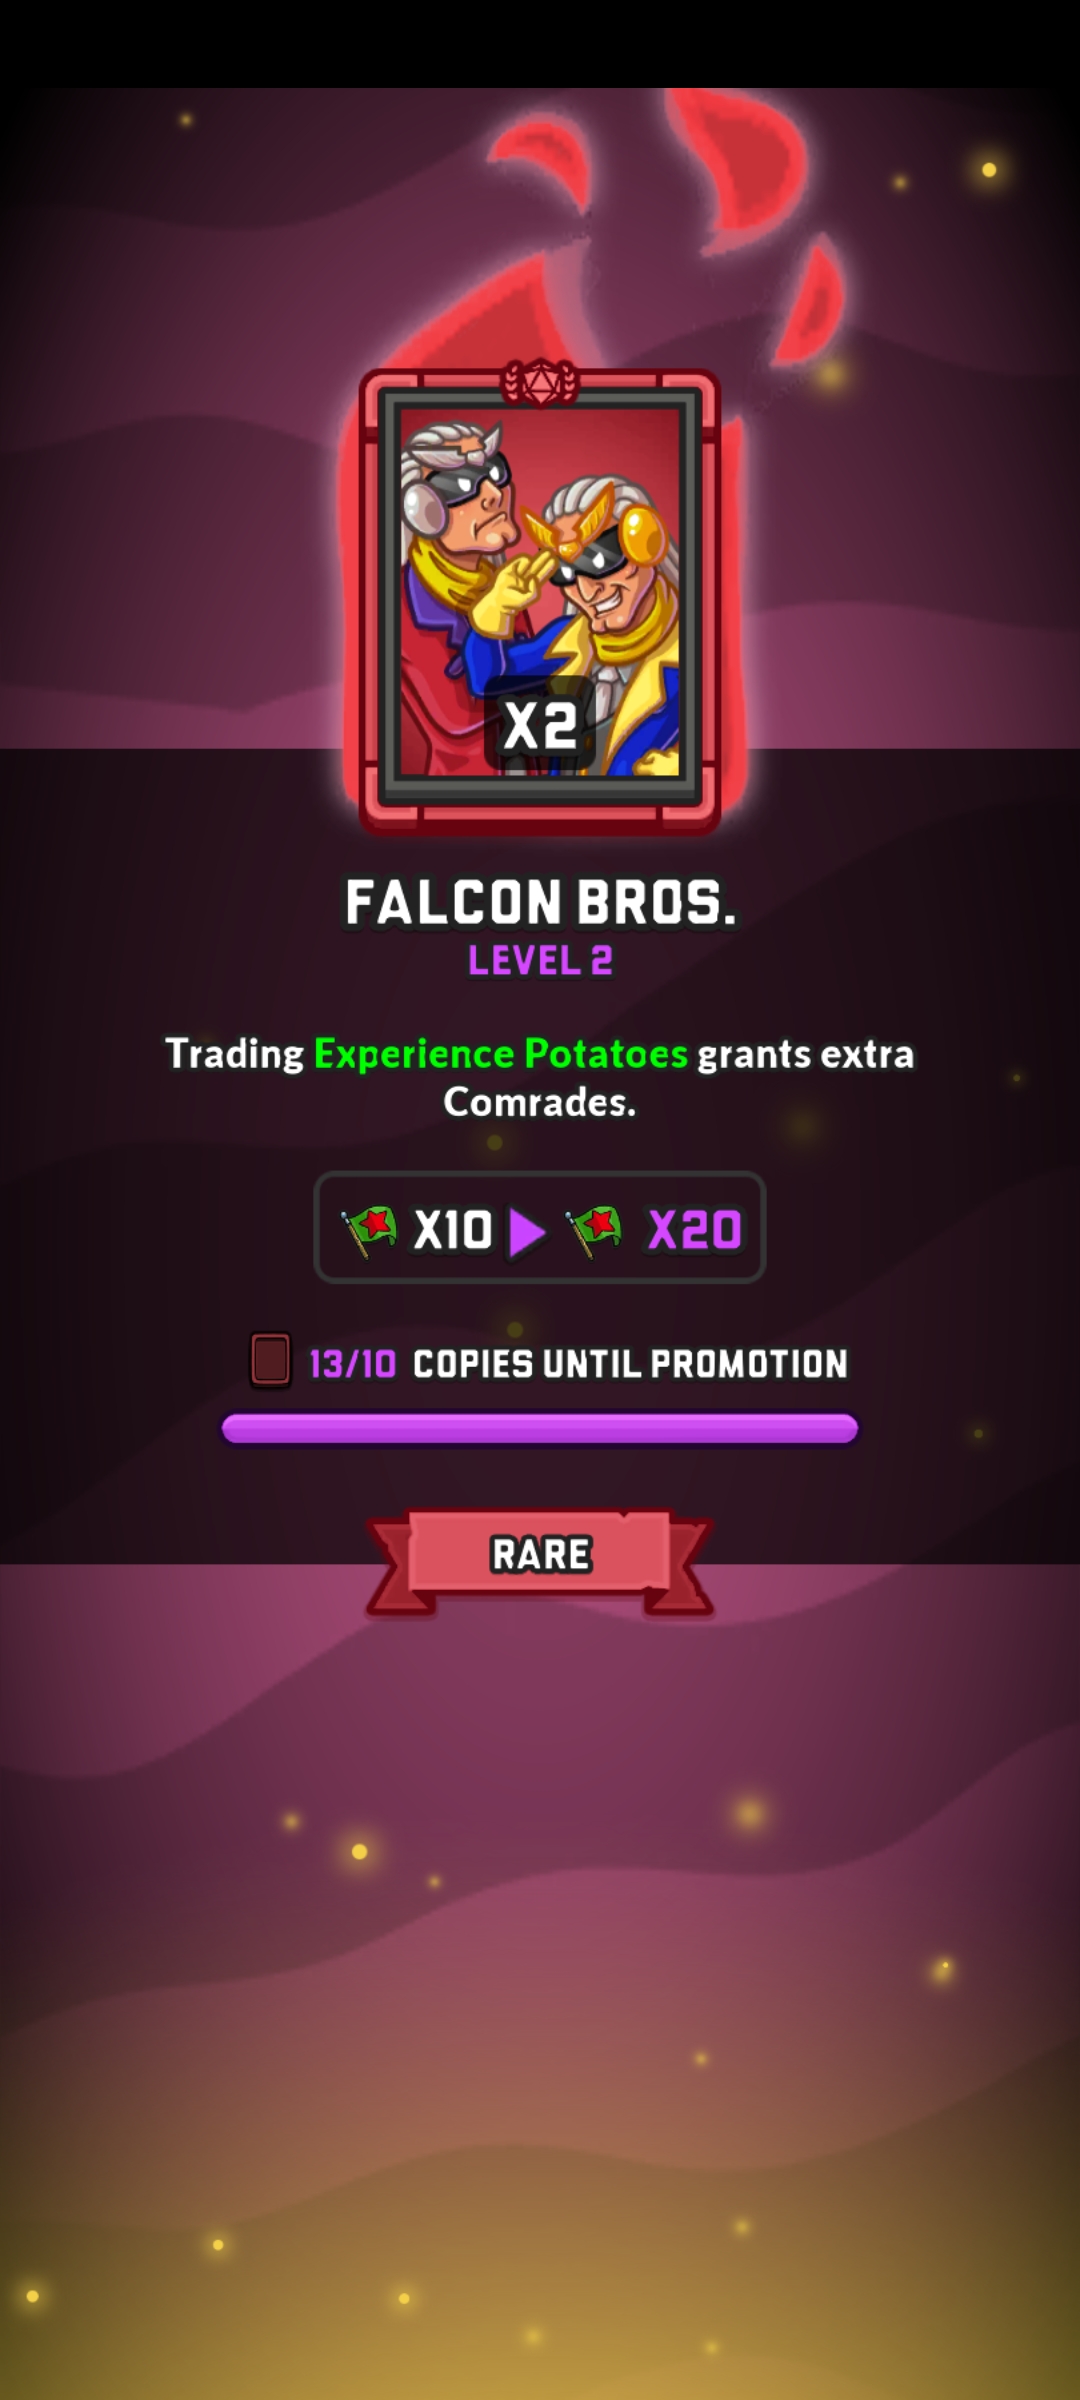 X2
FALCON BROS.
LEVEL 2
Trading Experience Potatoes grants extra
Comrades.
X10 X20
13/10 COPIES UNTIL PROMOTION
RARE